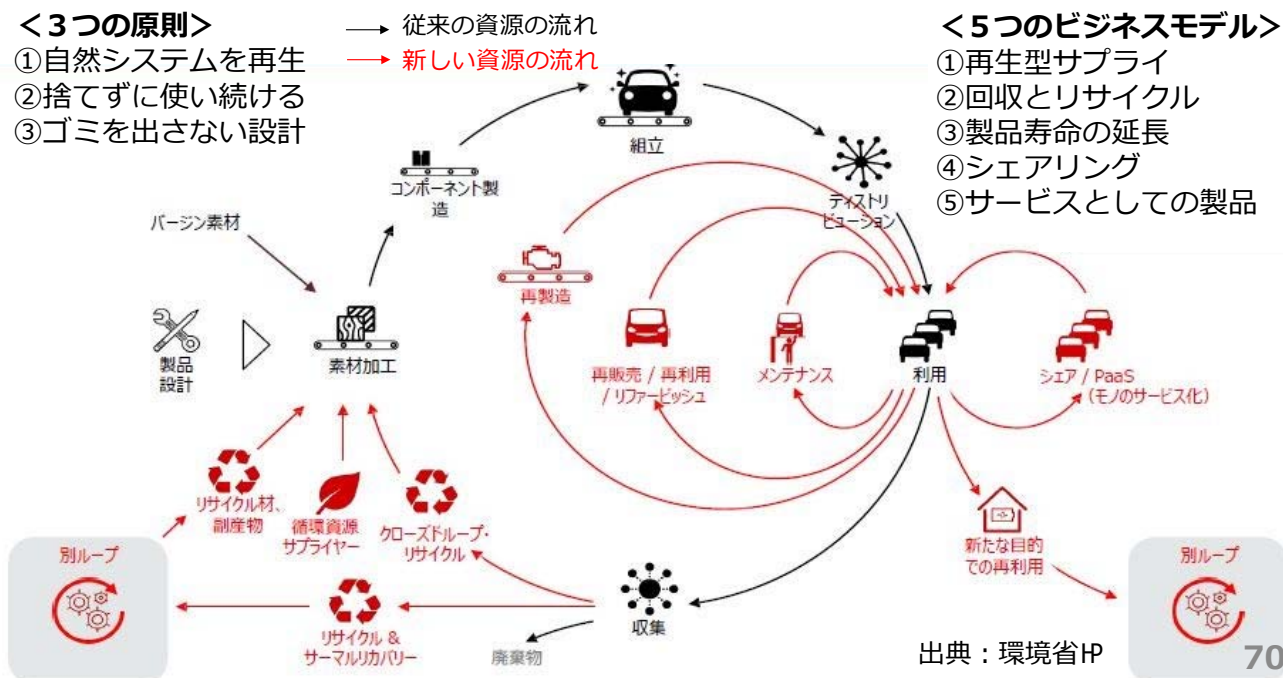 ＜３つの原則＞
①自然システムを再生
②捨てずに使い続ける
③ゴミを出さない設計
従来の資源の流れ
新しい資源の流れ
＜５つのビジネスモデル＞
①再生型サプライ
②回収とリサイクル
③製品寿命の延長
④シェアリング
⑤サービスとしての製品
組立
コンポーネント製
造
ディストリ
ビューション
バージン素材
製品
設計
素材加工
再製造
再販売 / 再利用
/ リファービッシュ
メンテナンス
利用
シェア / PaaS
（モノのサービス化）
リサイクル材、
副産物
循環資源
サプライヤー
クローズドループ・
リサイクル
新たな目的
での再利用
別ループ
別ループ
リサイクル &
サーマルリカバリー
廃棄物
収集
出典：環境省HP
70